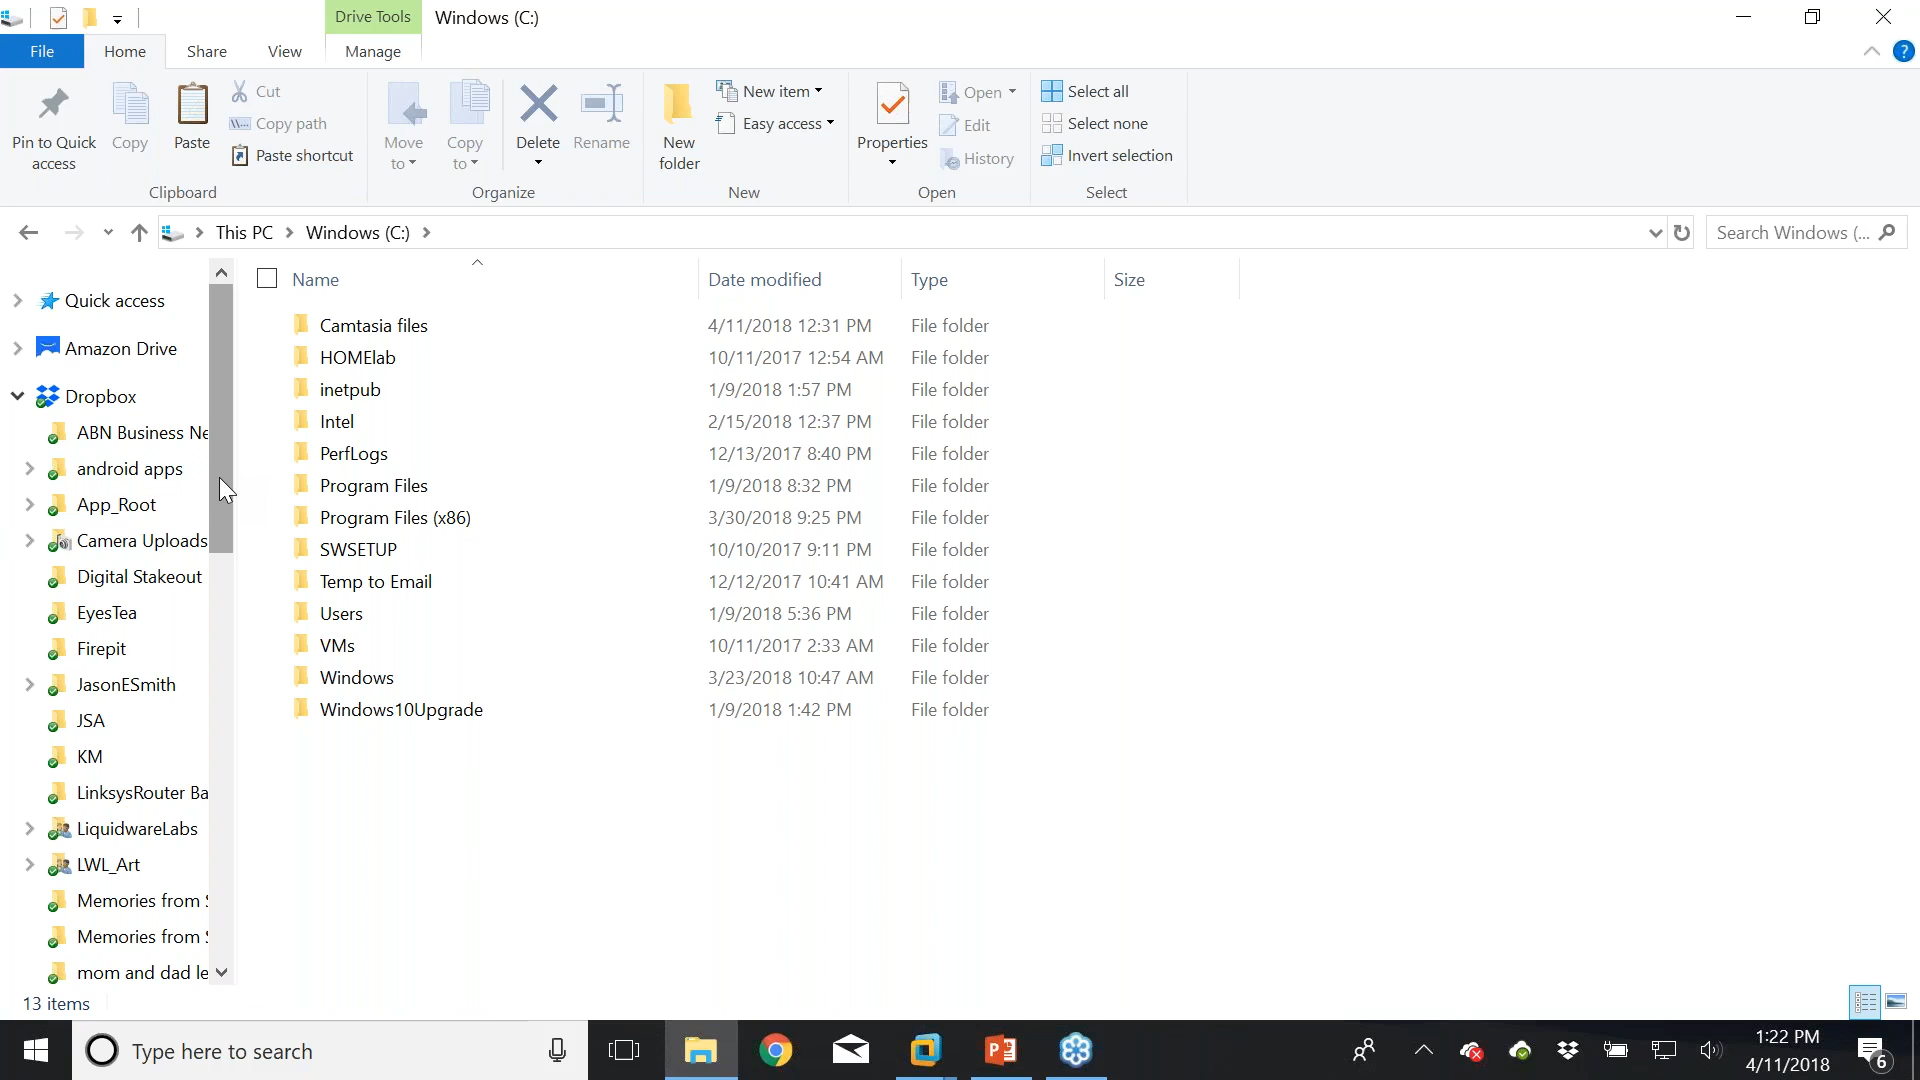 Drive Tools
Windows (C:)
File
Home
Share
View
Manage
Pin to Quick access
Copy
Paste
Cut
Copy path
Paste shortcut
Clipboard
Move to
Copy to
Delete
Rename
Organize
New folder
New item
Easy access
New
Properties
Open
Edit
History
Open
Select all
Select none
Invert selection
Select
This PC
Windows (C:)
Search Windows (...
Quick access
Amazon Drive
Dropbox
ABN Business Ne
android apps
App_Root
Camera Uploads
Digital Stakeout
EyesTea
Firepit
JasonESmith
JSA
KM
LinksysRouter Ba
LiquidwareLabs
LWL_Art
Memories from
Memories from
mom and dad le
Name Date modified Type Size
Camtasia files 4/11/2018 12:31 PM File folder
HOMElab 10/11/2017 12:54 AM File folder
inetpub 1/9/2018 1:57 PM File folder
Intel 2/15/2018 12:37 PM File folder
PerfLogs 12/13/2017 8:40 PM File folder
Program Files 1/9/2018 8:32 PM File folder
Program Files (x86) 3/30/2018 9:25 PM File folder
SWSETUP 10/10/2017 9:11 PM File folder
Temp to Email 12/12/2017 10:41 AM File folder
Users 1/9/2018 5:36 PM File folder
VMs 10/11/2017 2:33 AM File folder
Windows 3/23/2018 10:47 AM File folder
Windows10Upgrade 1/9/2018 1:42 PM File folder
13 items
Type here to search
1:22 PM
4/11/2018
6